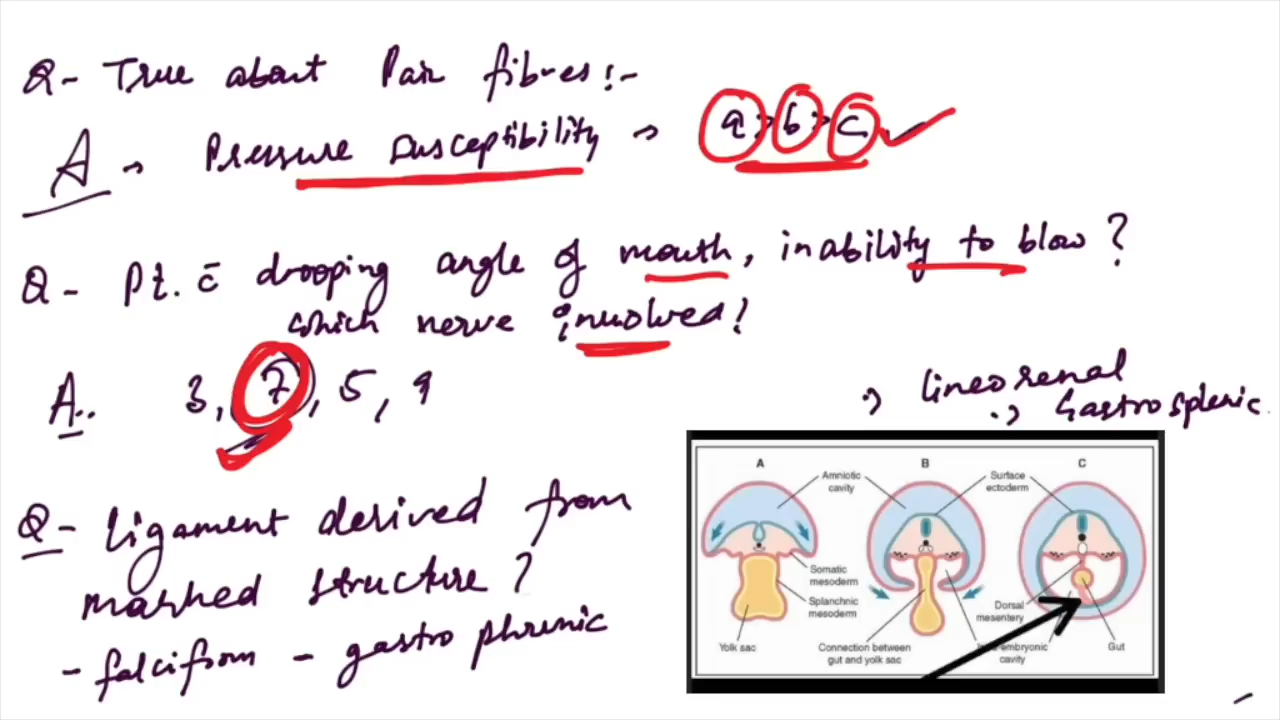 Q- True about Pain fibres:-
A → Pressure susceptibility → a > b > c
Q- Pt. c̄ drooping angle of mouth, inability to blow?
which nerve involved?
A.. 3, 7, 5, 9
→ lineorenal
→ Gastrosplenic
Q- Ligament derived from
marked structure?
- falciform - gastrophrenic
A B C
Amniotic
cavity
Surface
ectoderm
Somatic
mesoderm
Splanchnic
mesoderm
Dorsal
mesentery
Yolk sac
Connection between
gut and yolk sac
embryonic
cavity
Gut